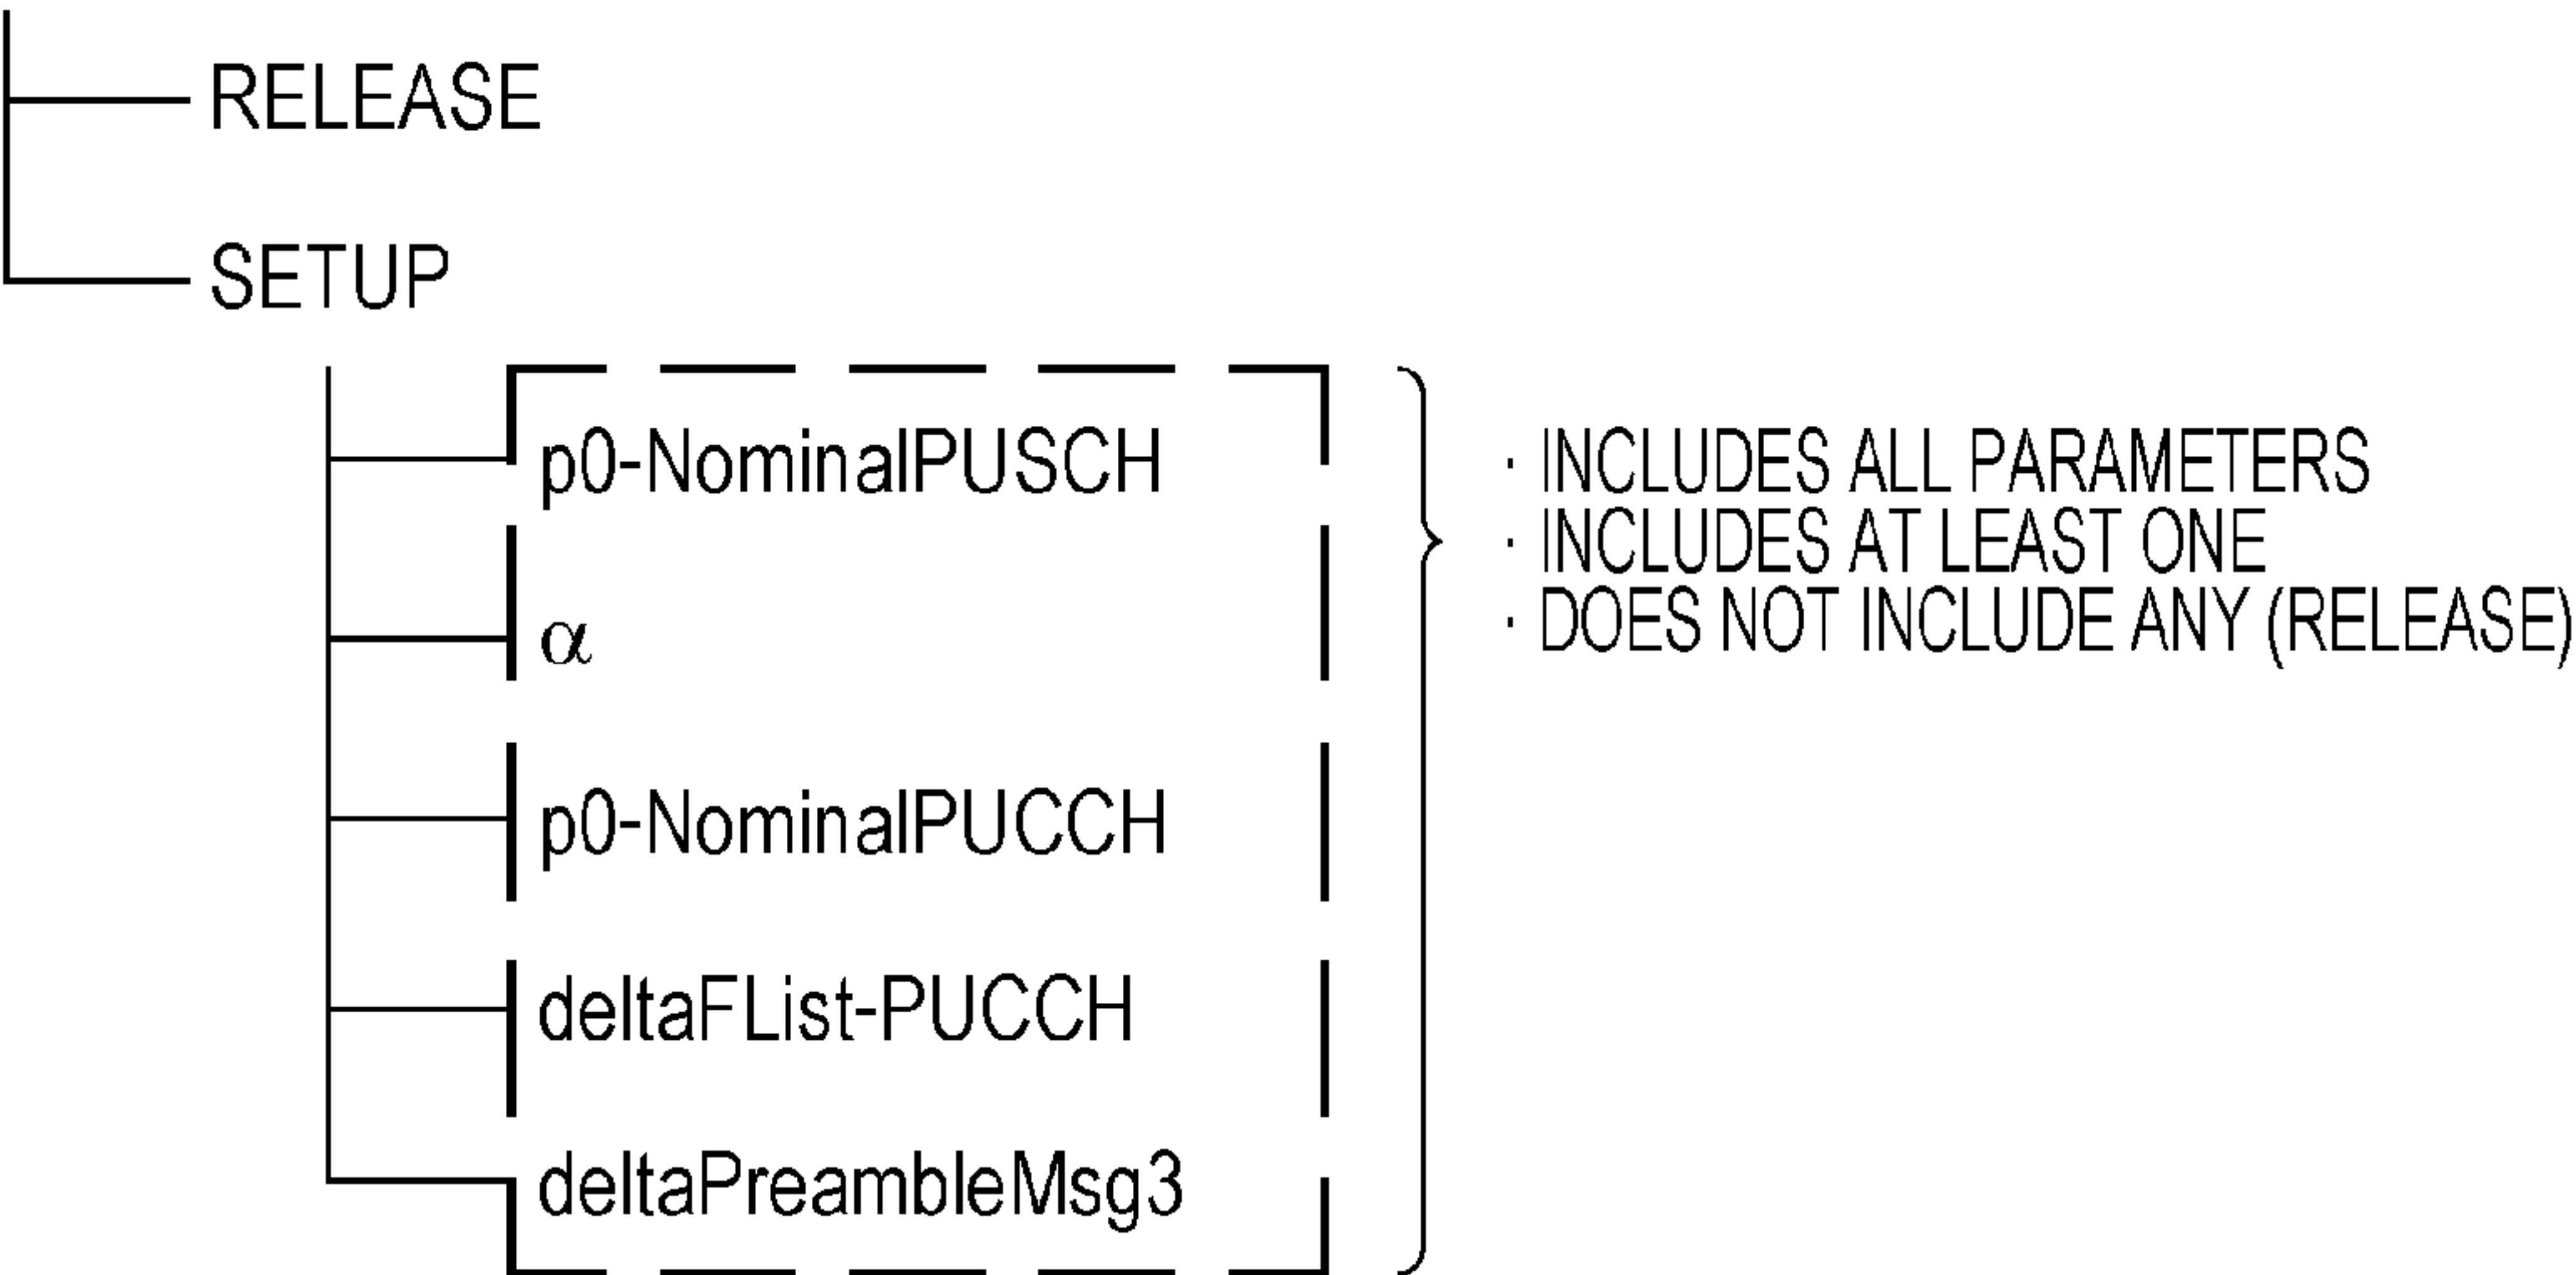 RELEASE
SETUP
p0-NominalPUSCH
α
p0-NominalPUCCH
deltaFList-PUCCH
deltaPreambleMsg3
· INCLUDES ALL PARAMETERS
· INCLUDES AT LEAST ONE
· DOES NOT INCLUDE ANY (RELEASE)